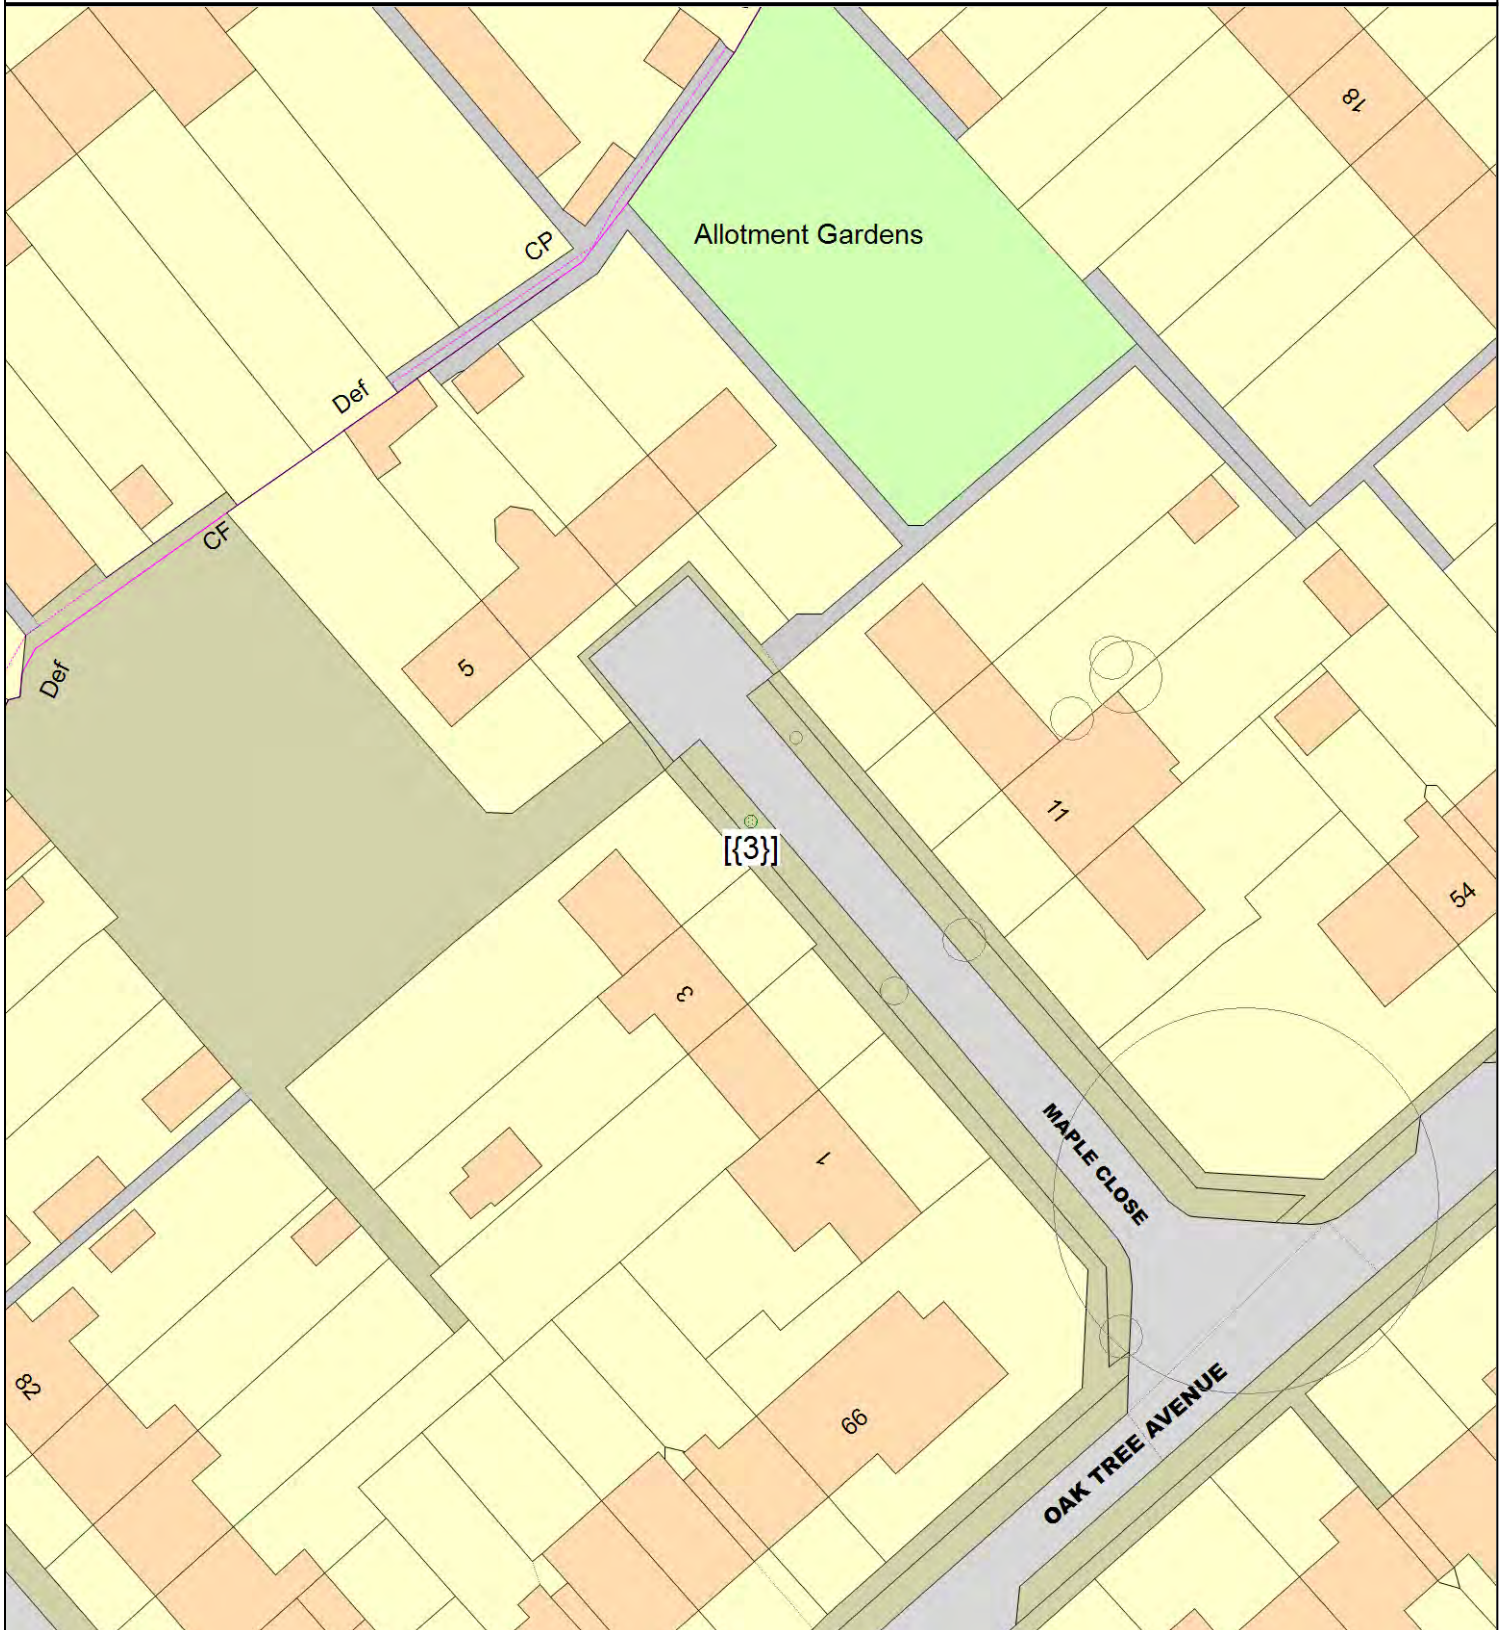 18
Allotment Gardens
CP
Def
CF
Def
5
11
[{3}]
54
3
MAPLE CLOSE
1
82
66
OAK TREE AVENUE